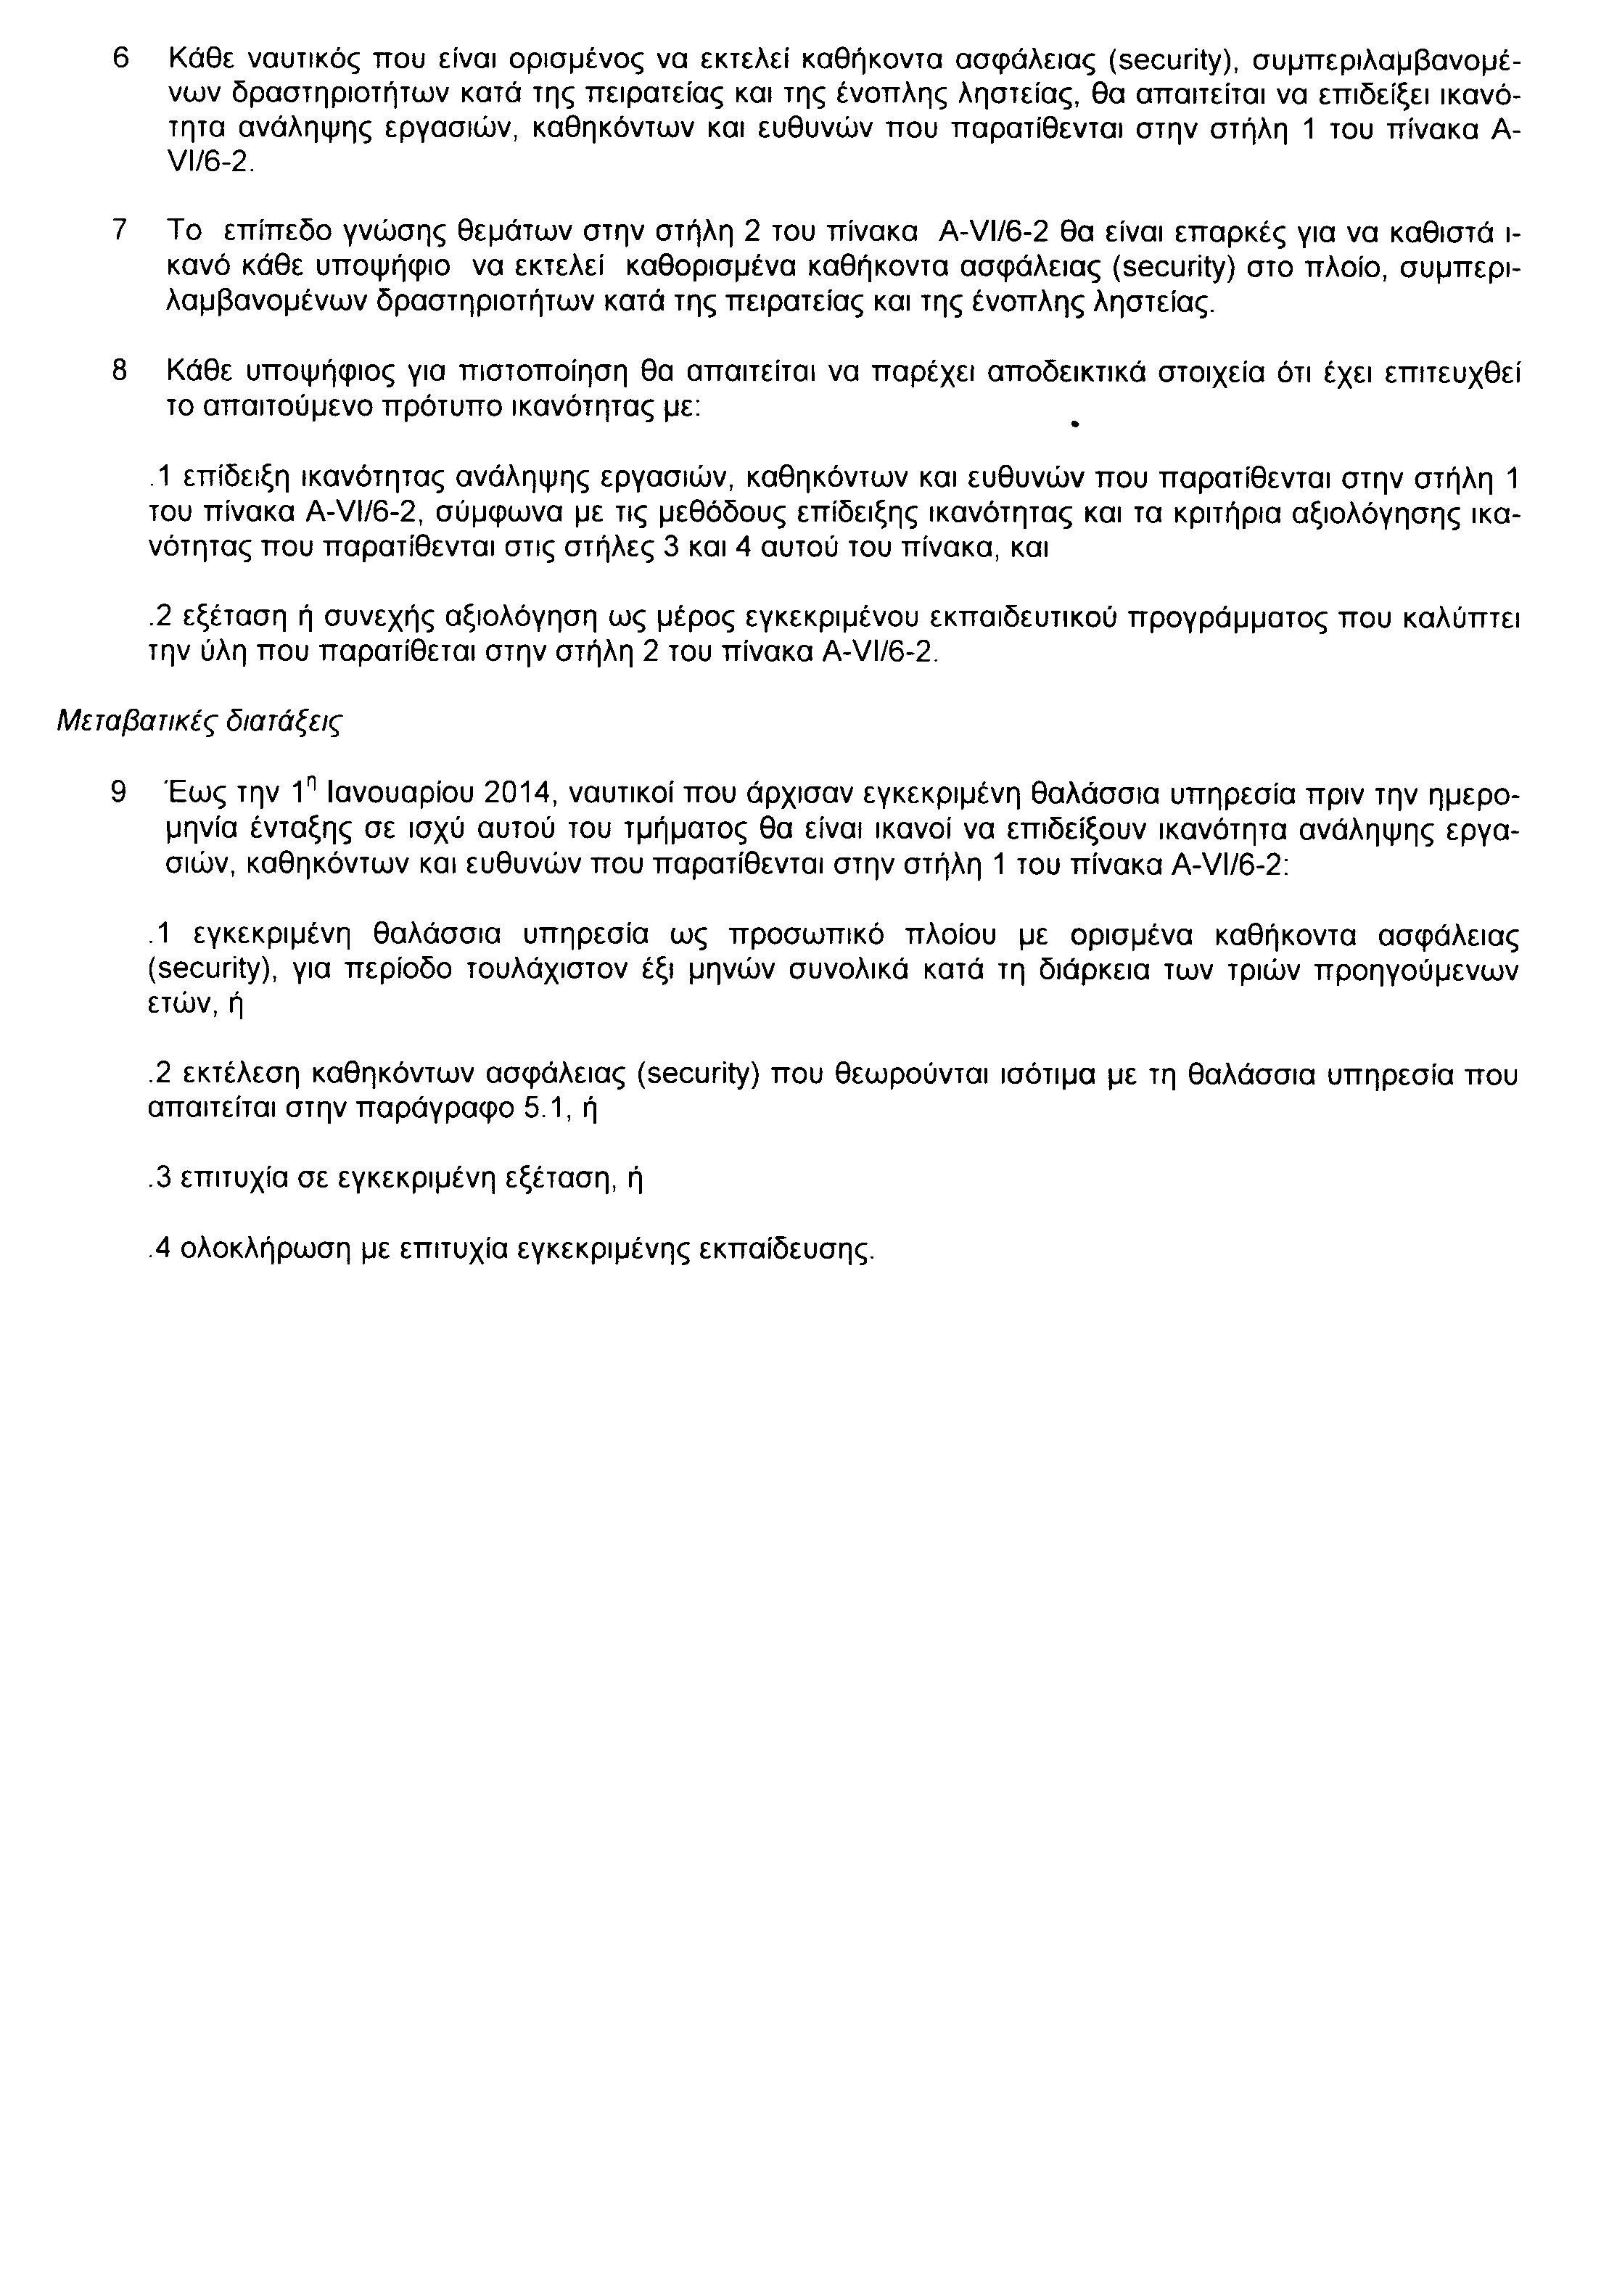 6 Κάθε ναυτικός που είναι ορισμένος να εκτελεί καθήκοντα ασφάλειας (security), συμπεριλαμβανομέ-
νων δραστηριοτήτων κατά της πειρατείας και της ένοπλης ληστείας, θα απαιτείται να επιδείξει ικανό-
τητα ανάληψης εργασιών, καθηκόντων και ευθυνών που παρατίθενται στην στήλη 1 του πίνακα A-
VI/6-2.
7 Το επίπεδο γνώσης θεμάτων στην στήλη 2 του πίνακα A-VI/6-2 θα είναι επαρκές για να καθιστά ι-
κανό κάθε υποψήφιο να εκτελεί καθορισμένα καθήκοντα ασφάλειας (security) στο πλοίο, συμπερι-
λαμβανομένων δραστηριοτήτων κατά της πειρατείας και της ένοπλης ληστείας.
8 Κάθε υποψήφιος για πιστοποίηση θα απαιτείται να παρέχει αποδεικτικά στοιχεία ότι έχει επιτευχθεί
το απαιτούμενο πρότυπο ικανότητας με:
.1 επίδειξη ικανότητας ανάληψης εργασιών, καθηκόντων και ευθυνών που παρατίθενται στην στήλη 1
του πίνακα A-VI/6-2, σύμφωνα με τις μεθόδους επίδειξης ικανότητας και τα κριτήρια αξιολόγησης ικα-
νότητας που παρατίθενται στις στήλες 3 και 4 αυτού του πίνακα, και
.2 εξέταση ή συνεχής αξιολόγηση ως μέρος εγκεκριμένου εκπαιδευτικού προγράμματος που καλύπτει
την ύλη που παρατίθεται στην στήλη 2 του πίνακα A-VI/6-2.
Μεταβατικές διατάξεις
9 Έως την 1η Ιανουαρίου 2014, ναυτικοί που άρχισαν εγκεκριμένη θαλάσσια υπηρεσία πριν την ημερο-
μηνία ένταξης σε ισχύ αυτού του τμήματος θα είναι ικανοί να επιδείξουν ικανότητα ανάληψης εργα-
σιών, καθηκόντων και ευθυνών που παρατίθενται στην στήλη 1 του πίνακα A-VI/6-2:
.1 εγκεκριμένη θαλάσσια υπηρεσία ως προσωπικό πλοίου με ορισμένα καθήκοντα ασφάλειας
(security), για περίοδο τουλάχιστον έξι μηνών συνολικά κατά τη διάρκεια των τριών προηγούμενων
ετών, ή
.2 εκτέλεση καθηκόντων ασφάλειας (security) που θεωρούνται ισότιμα με τη θαλάσσια υπηρεσία που
απαιτείται στην παράγραφο 5.1, ή
.3 επιτυχία σε εγκεκριμένη εξέταση, ή
.4 ολοκλήρωση με επιτυχία εγκεκριμένης εκπαίδευσης.